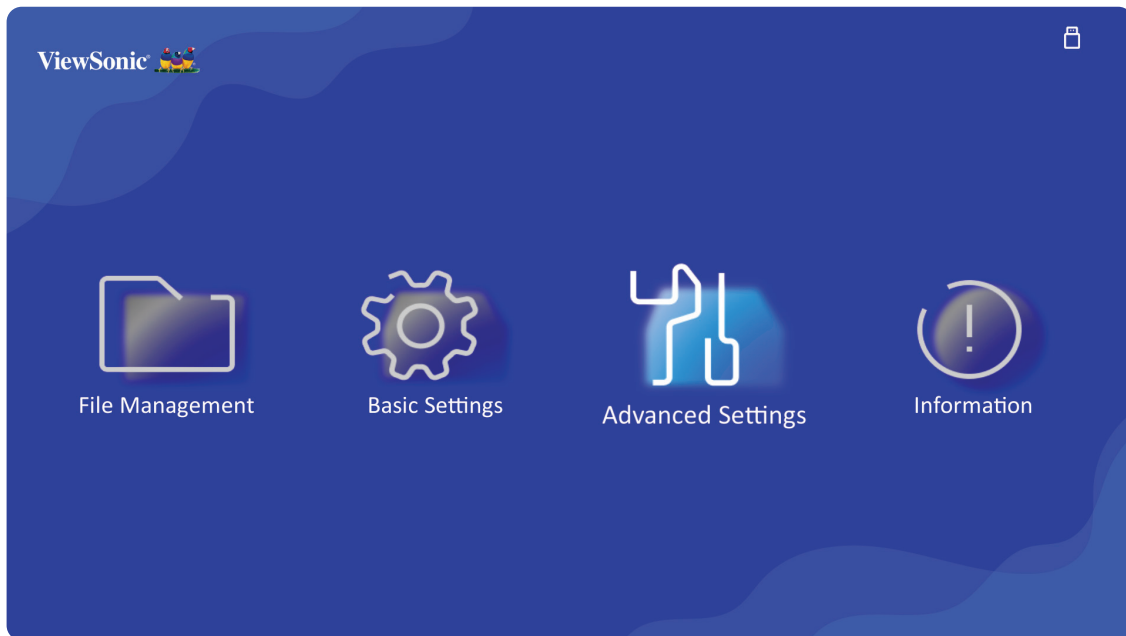 ViewSonic®
File Management
Basic Settings
Advanced Settings
Information